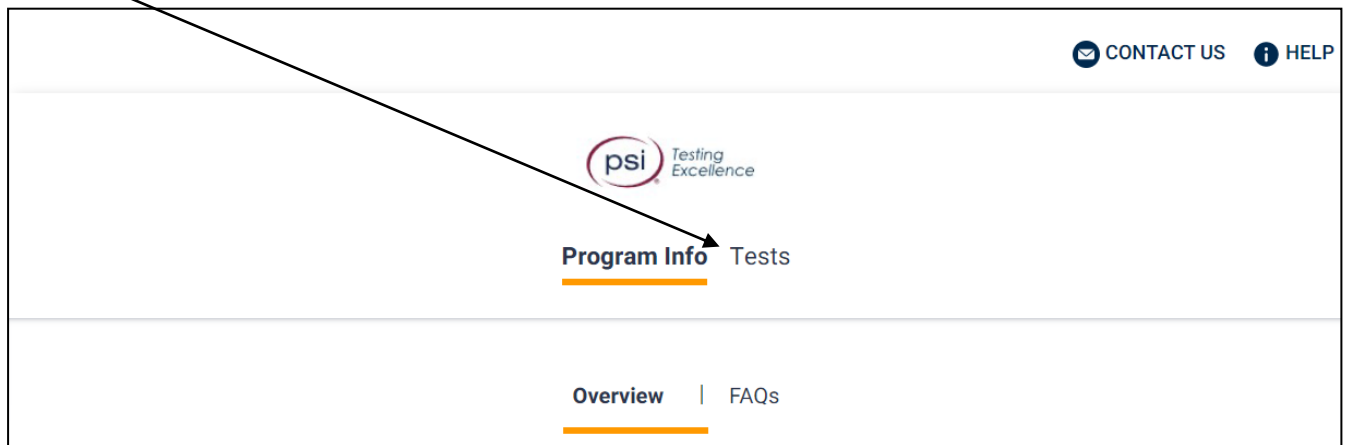 CONTACT US HELP
psi Testing
Excellence
Program Info Tests
Overview | FAQs